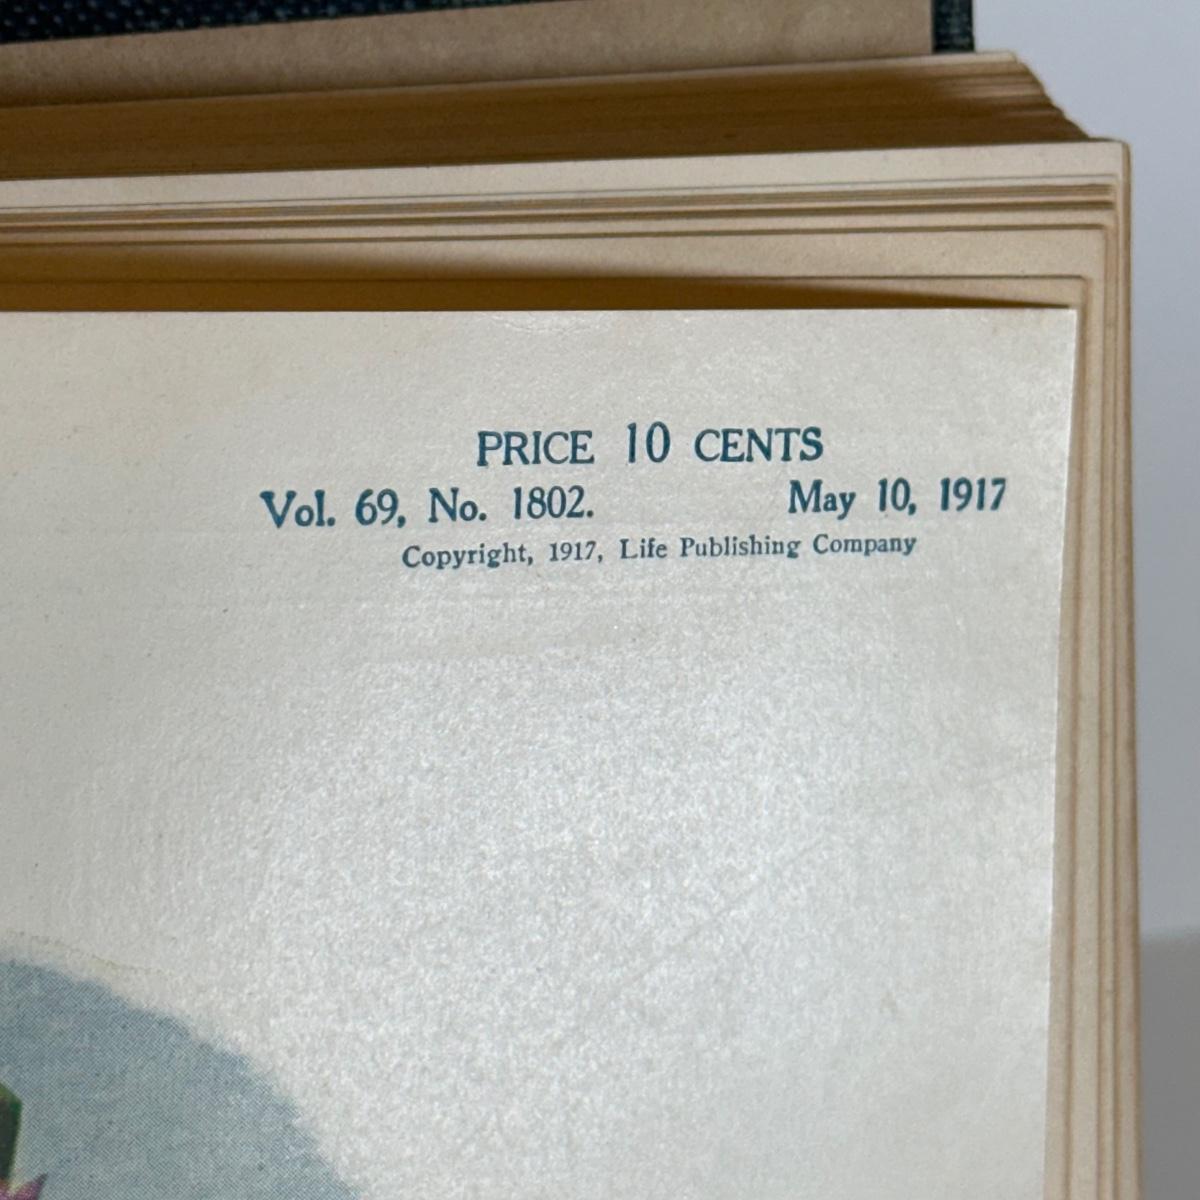 PRICE 10 CENTS
Vol. 69, No. 1802. May 10, 1917
Copyright, 1917, Life Publishing Company